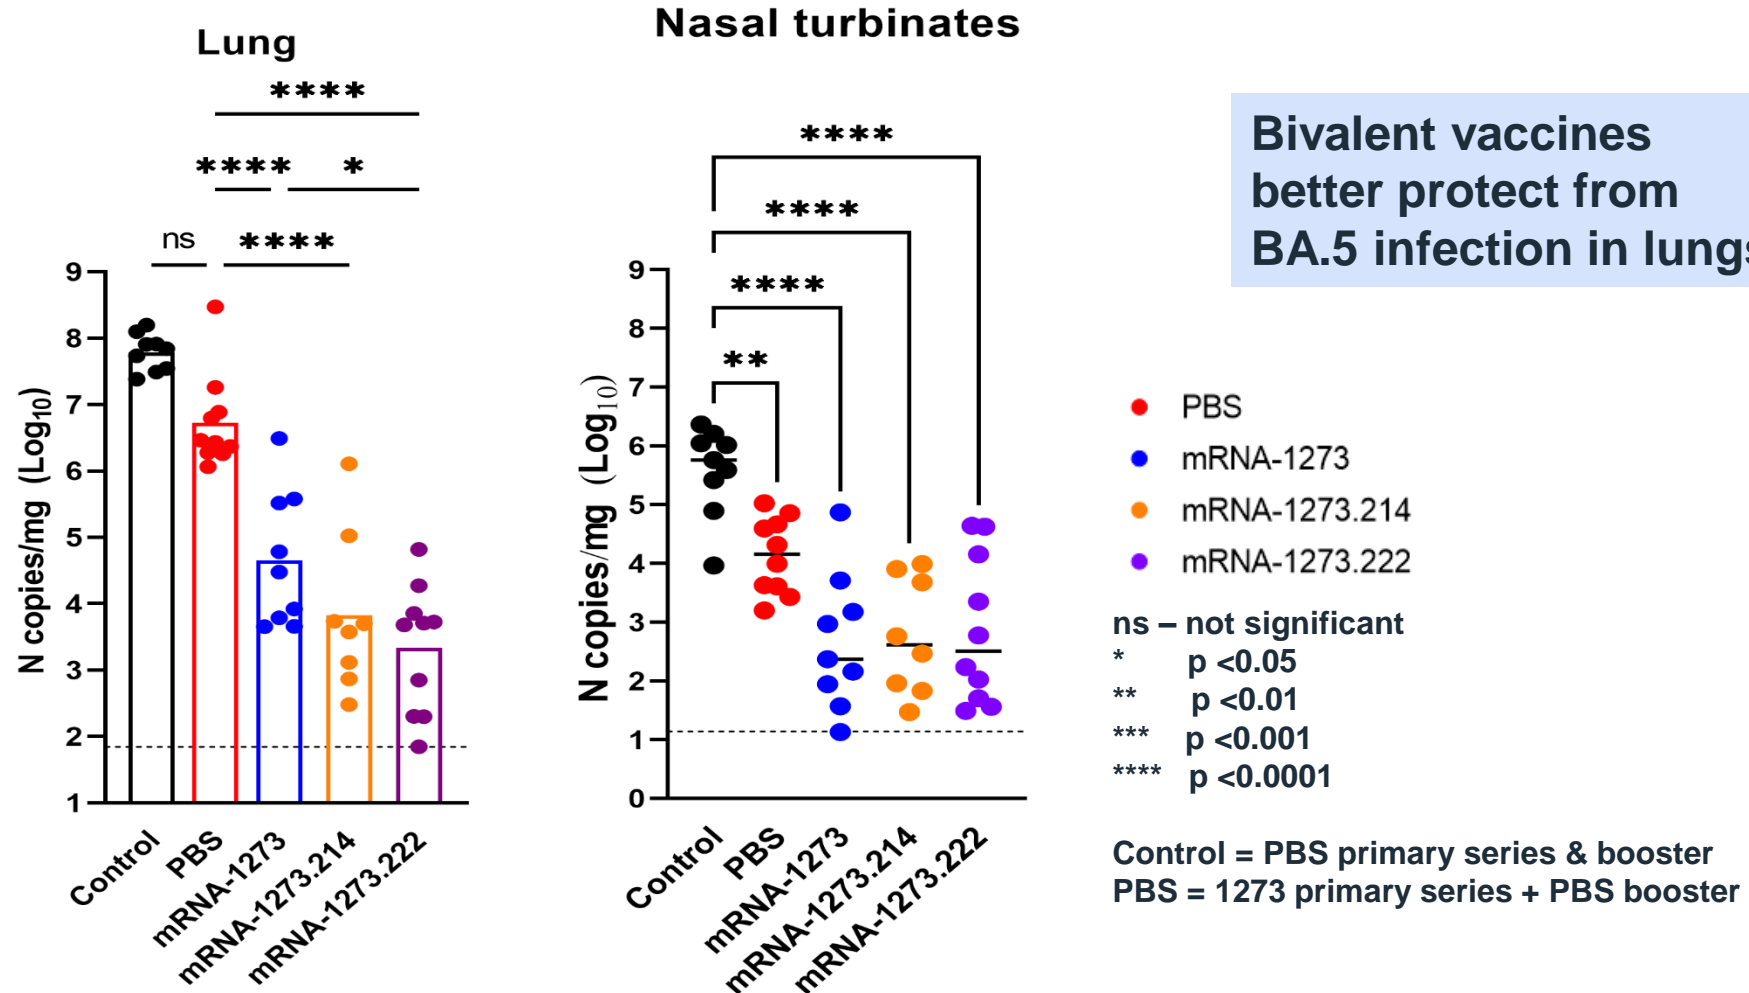 Lung
****
**** *
ns ****
N copies/mg (Log10)
9
8
7
6
5
4
3
2
1
Control
PBS
mRNA-1273
mRNA-1273.214
mRNA-1273.222
Nasal turbinates
****
****
****
**
N copies/mg (Log10)
9
8
7
6
5
4
3
2
1
0
Control
PBS
mRNA-1273
mRNA-1273.214
mRNA-1273.222
Bivalent vaccines
better protect from
BA.5 infection in lungs
PBS
mRNA-1273
mRNA-1273.214
mRNA-1273.222
ns – not significant
* p <0.05
** p <0.01
*** p <0.001
**** p <0.0001
Control = PBS primary series & booster
PBS = 1273 primary series + PBS booster